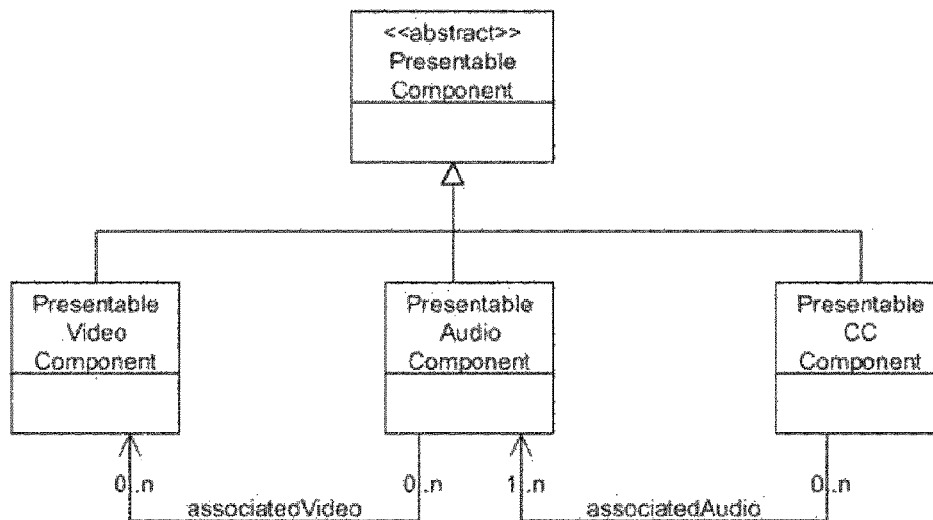 <<abstract>>
Presentable
Component
Presentable
Video
Component
Presentable
Audio
Component
Presentable
CC
Component
0..n
0..n
1..n
0..n
associatedVideo
associatedAudio